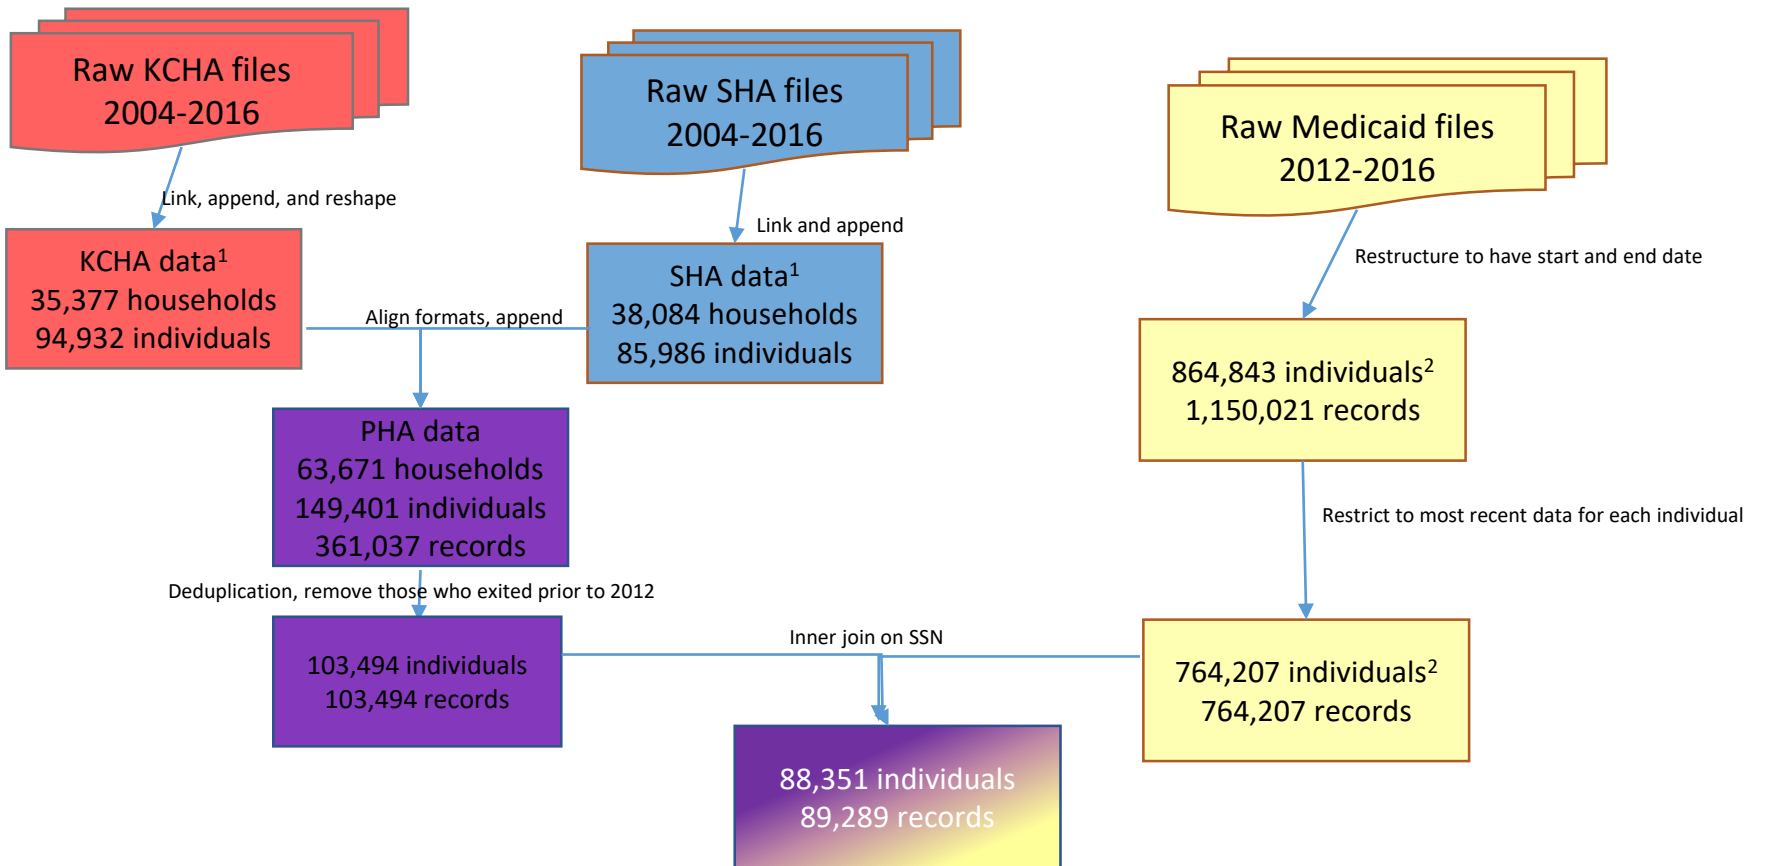 Raw KCHA files
2004-2016
Raw SHA files
2004-2016
Raw Medicaid files
2012-2016
Link, append, and reshape
Link and append
Restructure to have start and end date
KCHA data¹
35,377 households
94,932 individuals
SHA data¹
38,084 households
85,986 individuals
Align formats, append
864,843 individuals²
1,150,021 records
PHA data
63,671 households
149,401 individuals
361,037 records
Restrict to most recent data for each individual
Deduplication, remove those who exited prior to 2012
Inner join on SSN
103,494 individuals
103,494 records
764,207 individuals²
764,207 records
88,351 individuals
89,289 records